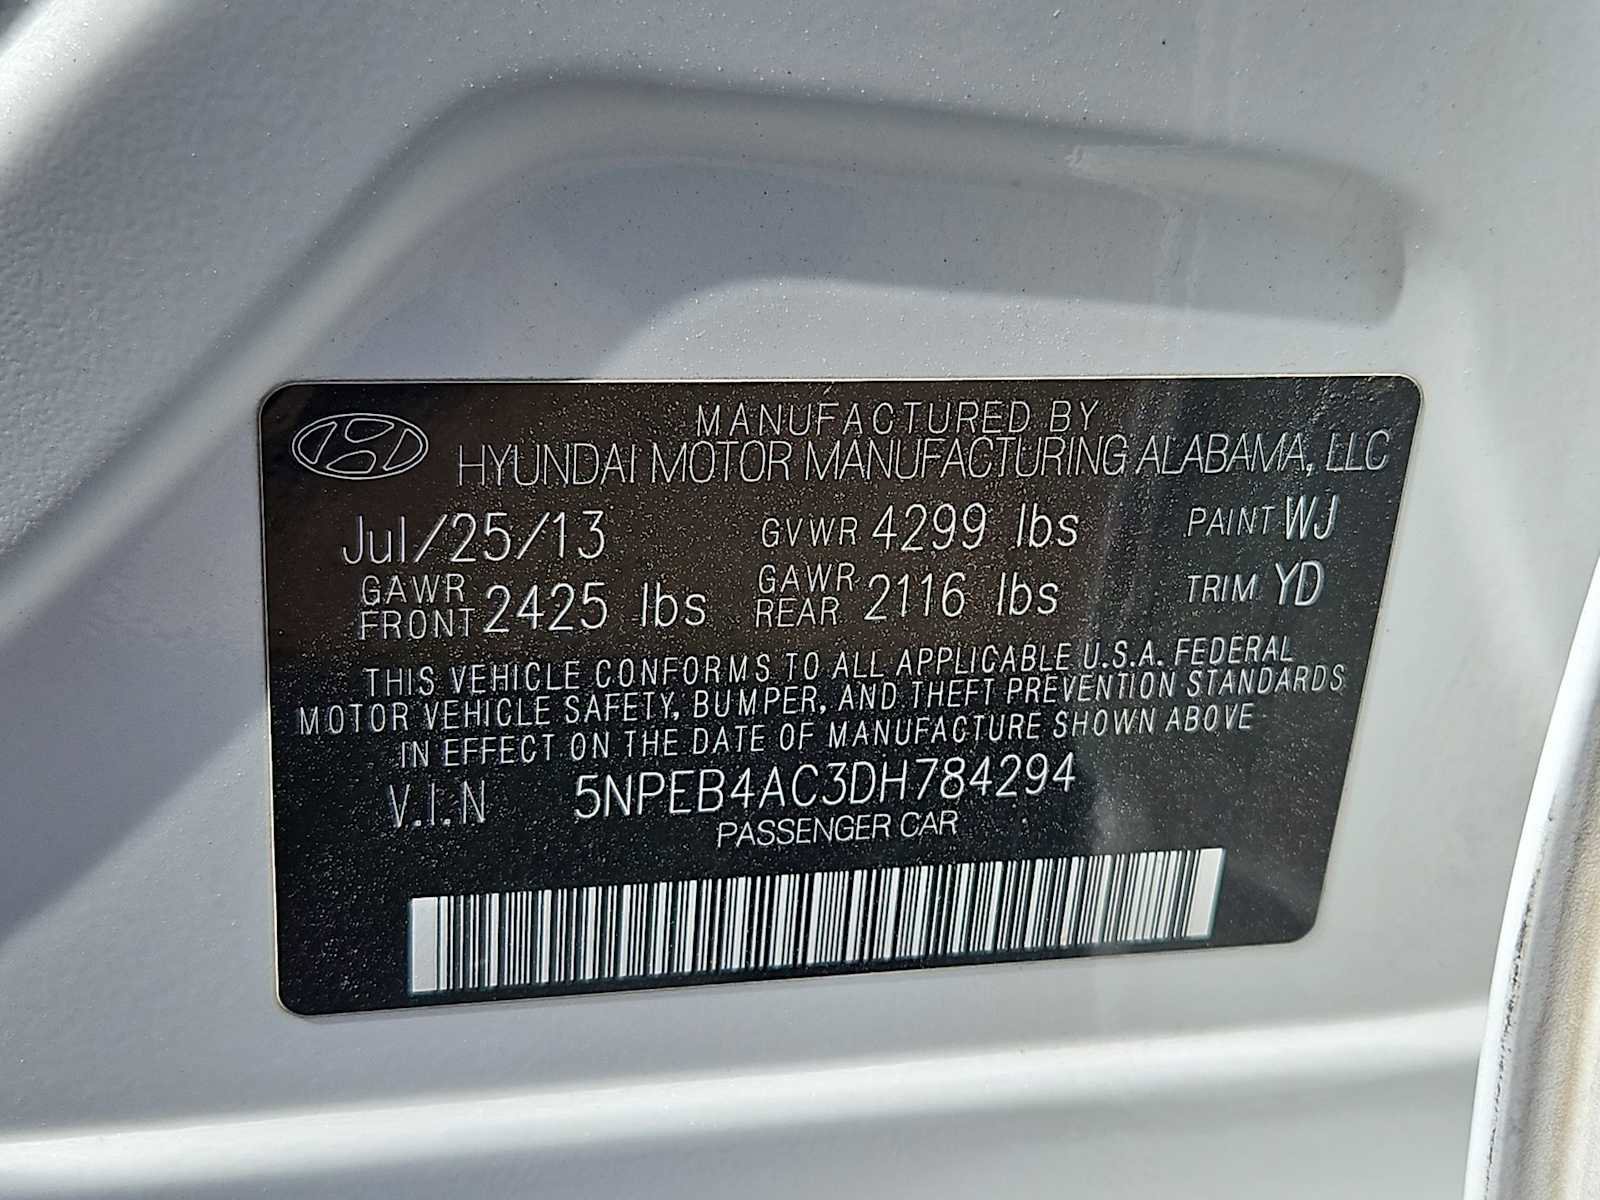 MANUFACTURED BY
HYUNDAI MOTOR MANUFACTURING ALABAMA, LLC
Jul/25/13 GVWR 4299 lbs PAINT WJ
GAWR FRONT 2425 lbs GAWR REAR 2116 lbs TRIM YD
THIS VEHICLE CONFORMS TO ALL APPLICABLE U.S.A. FEDERAL
MOTOR VEHICLE SAFETY, BUMPER, AND THEFT PREVENTION STANDARDS
IN EFFECT ON THE DATE OF MANUFACTURE SHOWN ABOVE
V.I.N 5NPEB4AC3DH784294
PASSENGER CAR